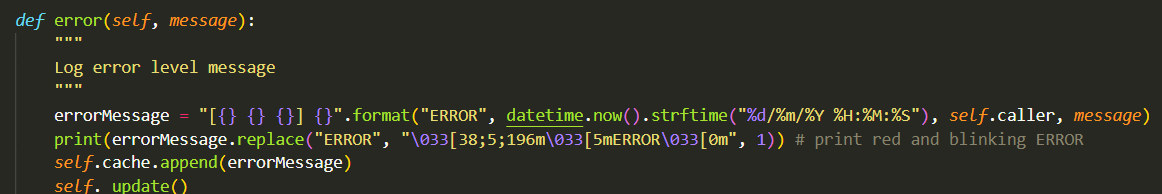 def error(self, message):
"""
Log error level message
"""
errorMessage = "[{} {} {}] {}".format("ERROR", datetime.now().strftime("%d/%m/%Y %H:%M:%S"), self.caller, message)
print(errorMessage.replace("ERROR", "\033[38;5;196m\033[5mERROR\033[0m", 1)) # print red and blinking ERROR
self.cache.append(errorMessage)
self._update()